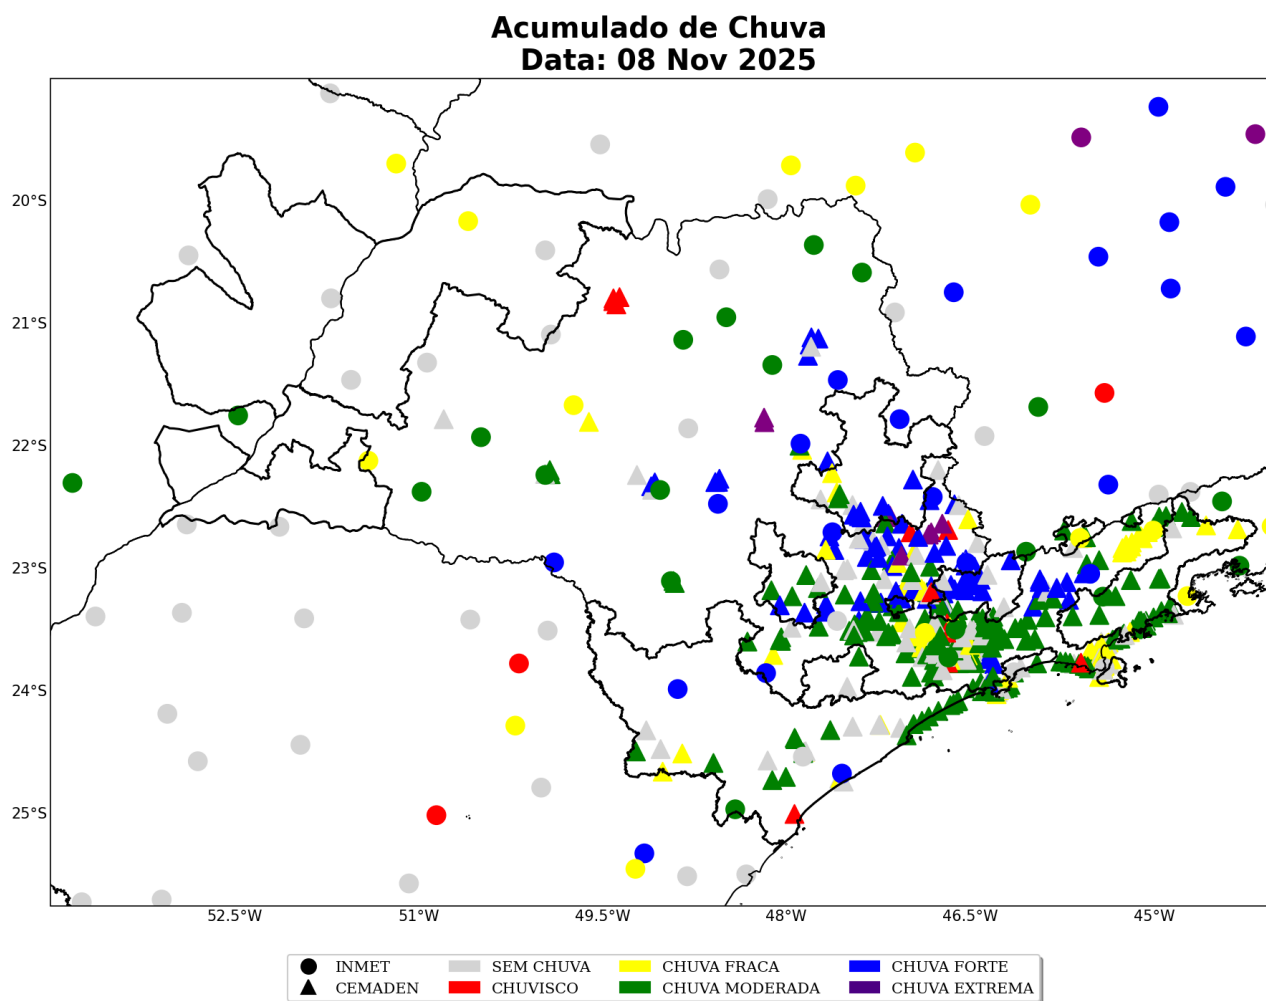 Acumulado de Chuva
Data: 08 Nov 2025
20°S
21°S
22°S
23°S
24°S
25°S
52.5°W
51°W
49.5°W
48°W
46.5°W
45°W
INMET
CEMADEN
SEM CHUVA
CHUVISCO
CHUVA FRACA
CHUVA MODERADA
CHUVA FORTE
CHUVA EXTREMA